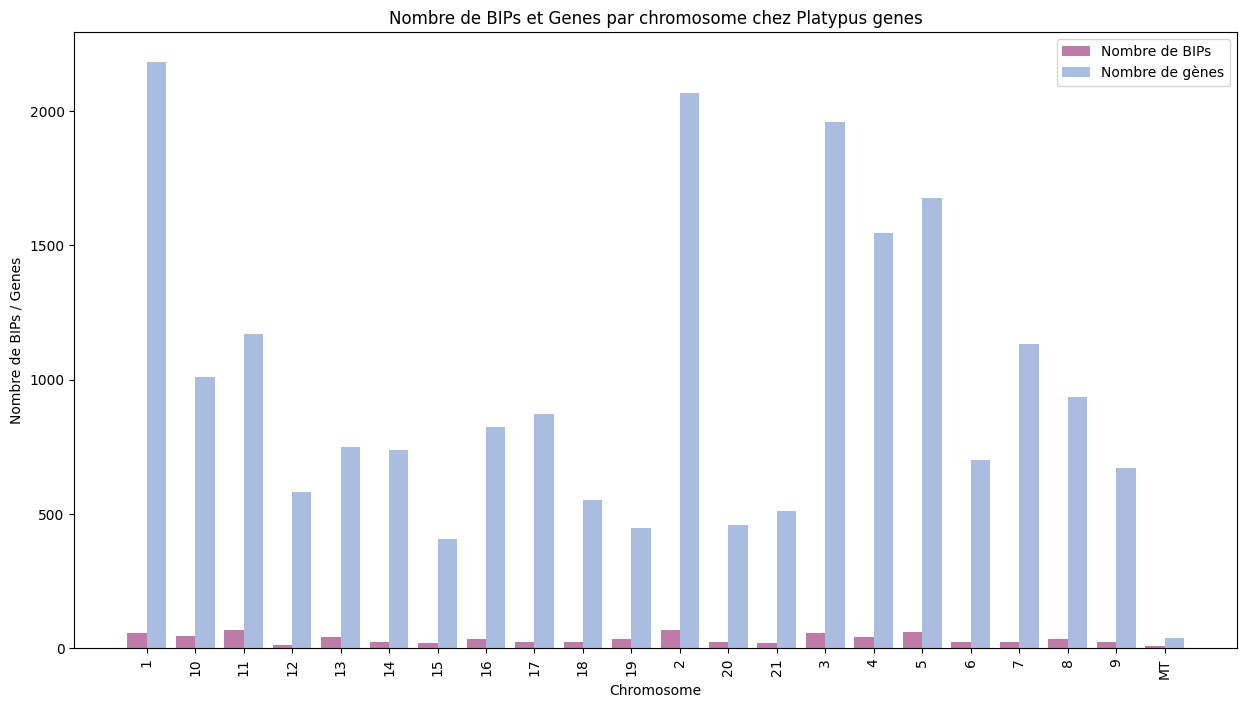 Nombre de BIPs et Genes par chromosome chez Platypus genes
Nombre de BIPs
Nombre de gènes
Nombre de BIPs / Genes
2000
1500
1000
500
0
1 10 11 12 13 14 15 16 17 18 19 2 20 21 3 4 5 6 7 8 9 MT
Chromosome